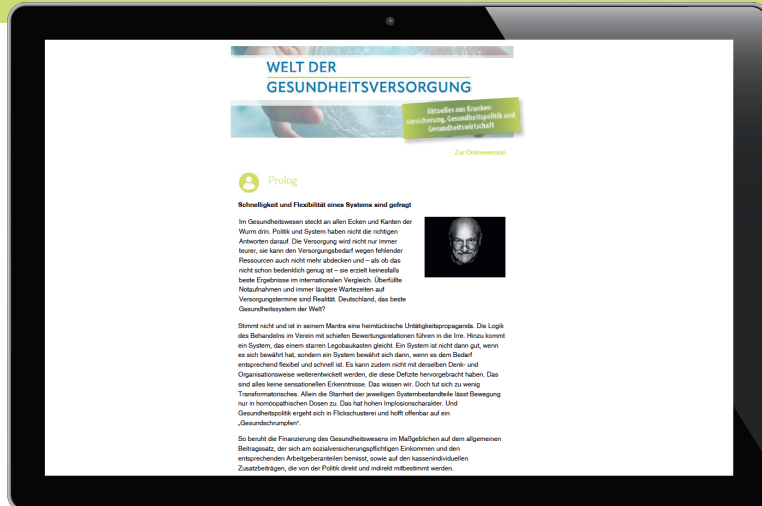 WELT DER
GESUNDHEITSVERSORGUNG
Aktuelles aus Kranken-
versicherung, Gesundheitspolitik und
Gesundheitswirtschaft
Zur Onlineversion
Prolog
Schnelligkeit und Flexibilität eines Systems sind gefragt
Im Gesundheitswesen steckt an allen Ecken und Kanten der
Wurm drin. Politik und System haben nicht die richtigen
Antworten darauf. Die Versorgung wird nicht nur immer
teurer, sie kann den Versorgungsbedarf wegen fehlender
Ressourcen auch nicht mehr abdecken und – als ob das
nicht schon bedenklich genug ist – sie erzielt keinesfalls
beste Ergebnisse im internationalen Vergleich. Überfüllte
Notaufnahmen und immer längere Wartezeiten auf
Versorgungstermine sind Realität. Deutschland, das beste
Gesundheitssystem der Welt?
Stimmt nicht und ist in seinem Mantra eine heimtückische Untätigkeitspropaganda. Die Logik
des Behandelns im Verein mit schiefen Bewertungsrelationen führen in die Irre. Hinzu kommt
ein System, das einem starren Legobaukasten gleicht. Ein System ist nicht dann gut, wenn
es sich bewährt hat, sondern ein System bewährt sich dann, wenn es dem Bedarf
entsprechend flexibel und schnell ist. Es kann zudem nicht mit derselben Denk- und
Organisationsweise weiterentwickelt werden, die diese Defizite hervorgebracht haben. Das
sind alles keine sensationellen Erkenntnisse. Das wissen wir. Doch tut sich zu wenig
Transformatorisches. Allein die Starrheit der jeweiligen Systembestandteile lässt Bewegung
nur in homöopathischen Dosen zu. Das hat hohen Implosionscharakter. Und
Gesundheitspolitik ergeht sich in Flickschusterei und hofft offenbar auf ein
„Gesundschrumpfen“.
So beruht die Finanzierung des Gesundheitswesens im Maßgeblichen auf dem allgemeinen
Beitragssatz, der sich am sozialversicherungspflichtigen Einkommen und den
entsprechenden Arbeitgeberanteilen bemisst, sowie auf den kassenindividuellen
Zusatzbeiträgen, die von der Politik direkt und indirekt mitbestimmt werden.